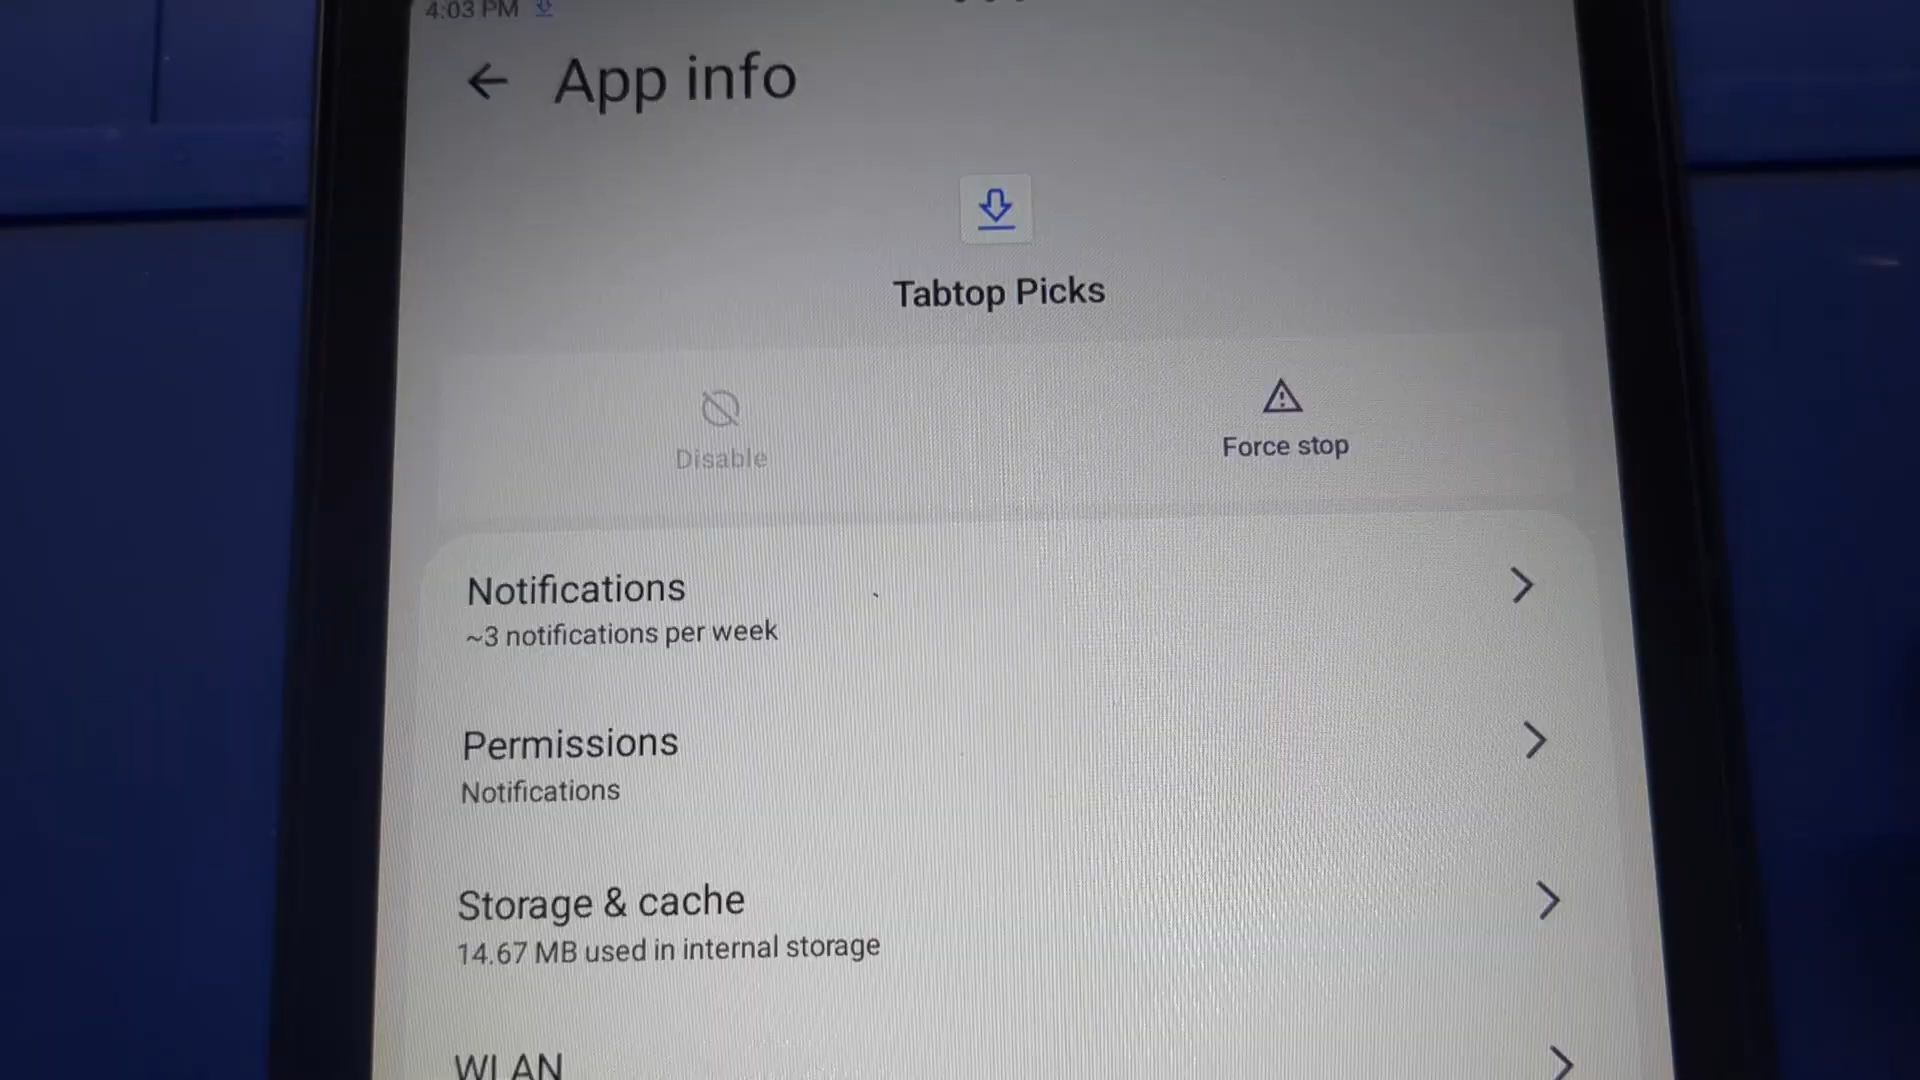 4:03 PM
App info
Tabtop Picks
Disable
Force stop
Notifications
~3 notifications per week
Permissions
Notifications
Storage & cache
14.67 MB used in internal storage
WLAN